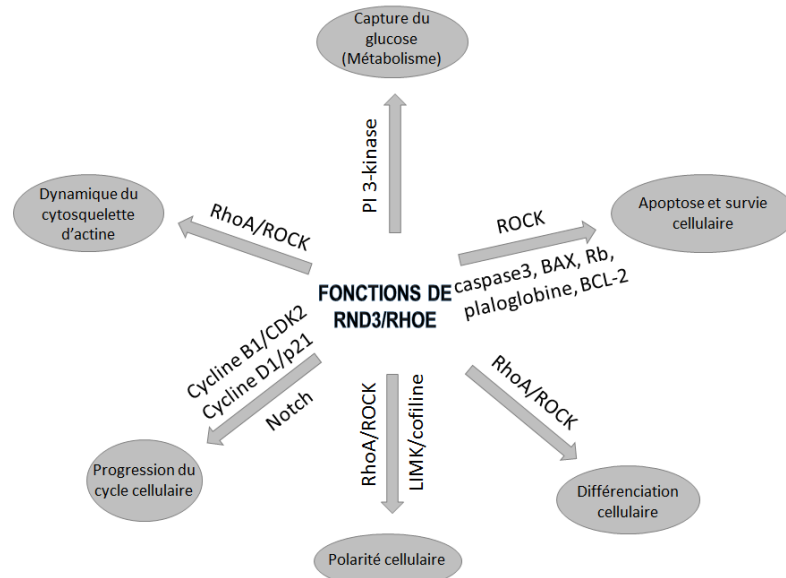 Capture du
glucose
(Métabolisme)
PI 3-kinase
Dynamique du
cytosquelette
d'actine
RhoA/ROCK
Apoptose et survie
cellulaire
ROCK
caspase3, BAX, Rb,
plaloglobine, BCL-2
FONCTIONS DE
RND3/RHOE
Cycline B1/CDK2
Cycline D1/p21
Notch
RhoA/ROCK
LIMK/cofiline
RhoA/ROCK
Progression du
cycle cellulaire
Polarité cellulaire
Différenciation
cellulaire